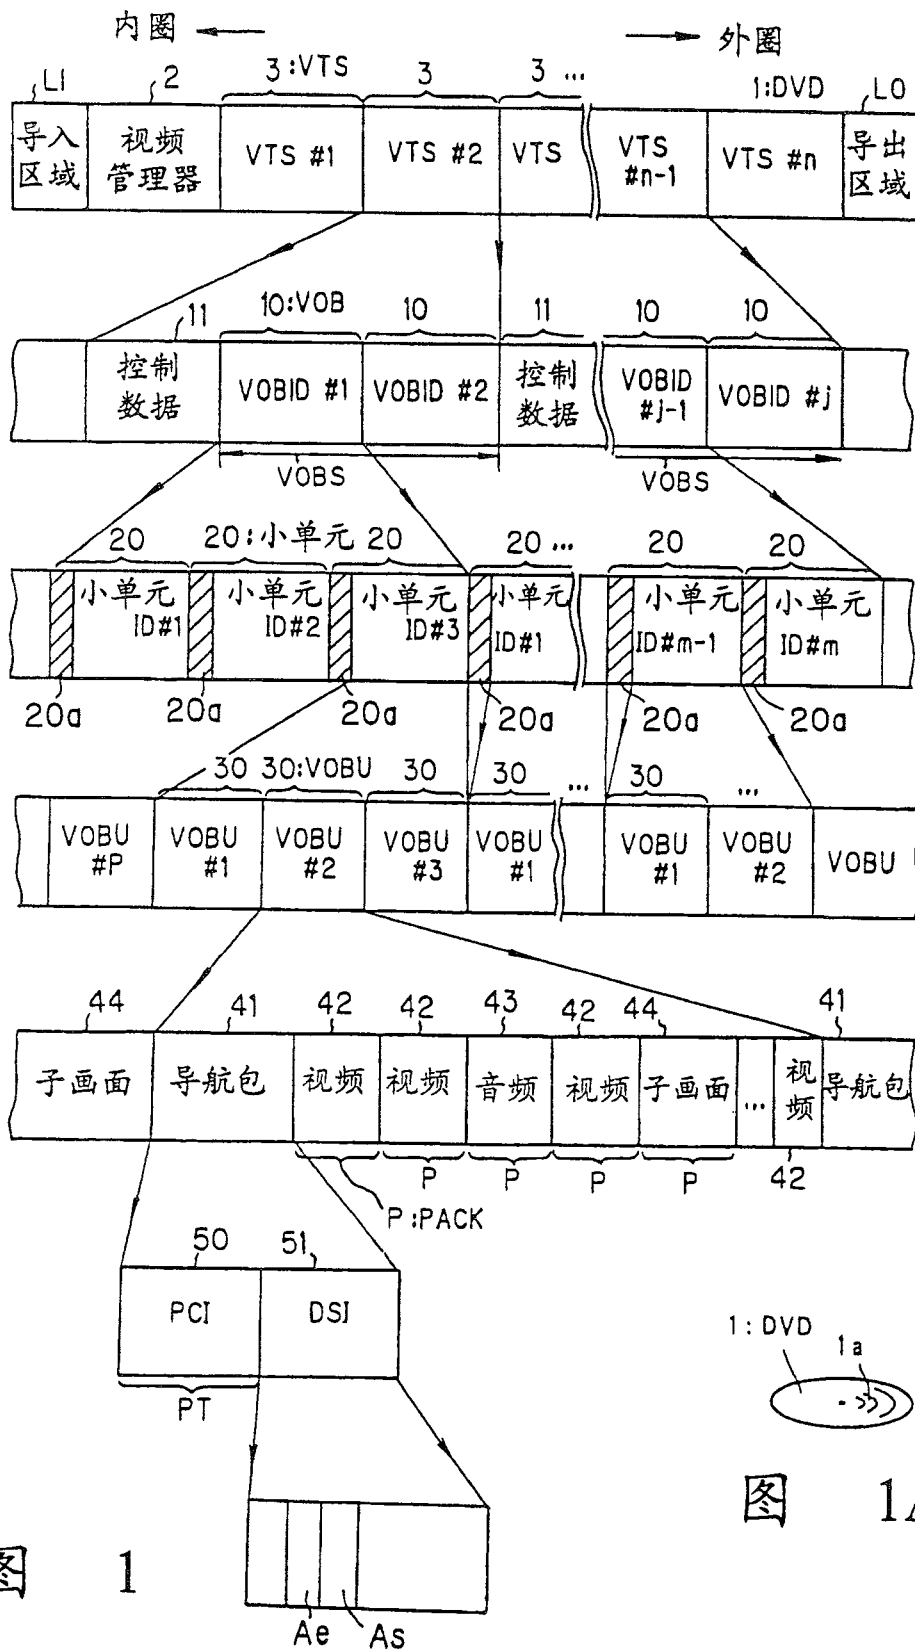 内圈 外圈
LI 2 3:VTS 3 3 ... 1:DVD LO
导入区域 视频管理器 VTS #1 VTS #2 VTS VTS #n-1 VTS #n 导出区域
11 10:VOB 10 11 10 10
控制数据 VOBID #1 VOBID #2 控制数据 VOBID #j-1 VOBID #j
VOBS VOBS
20 20:小单元 20 20 ... 20 20
小单元 ID#1 小单元 ID#2 小单元 ID#3 小单元 ID#1 小单元 ID#m-1 小单元 ID#m
20a 20a 20a 20a 20a 20a
30 30:VOBU 30 30 ... 30 ...
VOBU #P VOBU #1 VOBU #2 VOBU #3 VOBU #1 VOBU #1 VOBU #2 VOBU
44 41 42 42 43 42 44 41
子画面 导航包 视频 视频 音频 视频 子画面 ... 视频 导航包
P P P P 42
P:PACK
50 51
PCI DSI
PT
1:DVD 1a
图 1A
Ae As
图 1